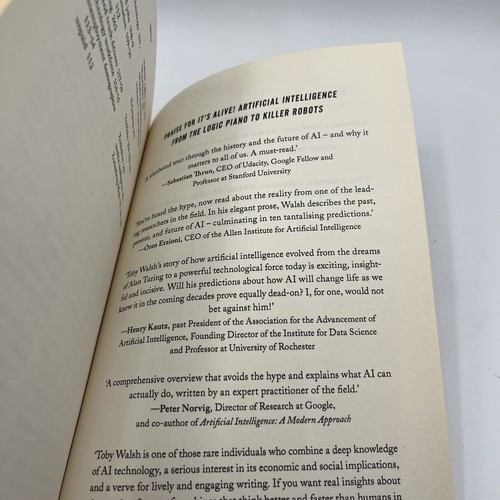 PRAISE FOR IT'S ALIVE! ARTIFICIAL INTELLIGENCE
FROM THE LOGIC PIANO TO KILLER ROBOTS
'A whirlwind tour through the history and the future of AI – and why it
matters to all of us. A must-read.'
—Sebastian Thrun, CEO of Udacity, Google Fellow and
Professor at Stanford University
'You've heard the hype, now read about the reality from one of the lead-
ing researchers in the field. In his elegant prose, Walsh describes the past,
present, and future of AI – culminating in ten tantalising predictions.'
—Oren Etzioni, CEO of the Allen Institute for Artificial Intelligence
'Toby Walsh's story of how artificial intelligence evolved from the dreams
of Alan Turing to a powerful technological force today is exciting, insight-
ful and incisive. Will his predictions about how AI will change life as we
know it in the coming decades prove equally dead-on? I, for one, would not
bet against him!'
—Henry Kautz, past President of the Association for the Advancement of
Artificial Intelligence, Founding Director of the Institute for Data Science
and Professor at University of Rochester
'A comprehensive overview that avoids the hype and explains what AI can
actually do, written by an expert practitioner of the field.'
—Peter Norvig, Director of Research at Google,
and co-author of Artificial Intelligence: A Modern Approach
'Toby Walsh is one of those rare individuals who combine a deep knowledge
of AI technology, a serious interest in its economic and social implications,
and a verve for lively and engaging writing. If you want real insights about
that think better and faster than humans in